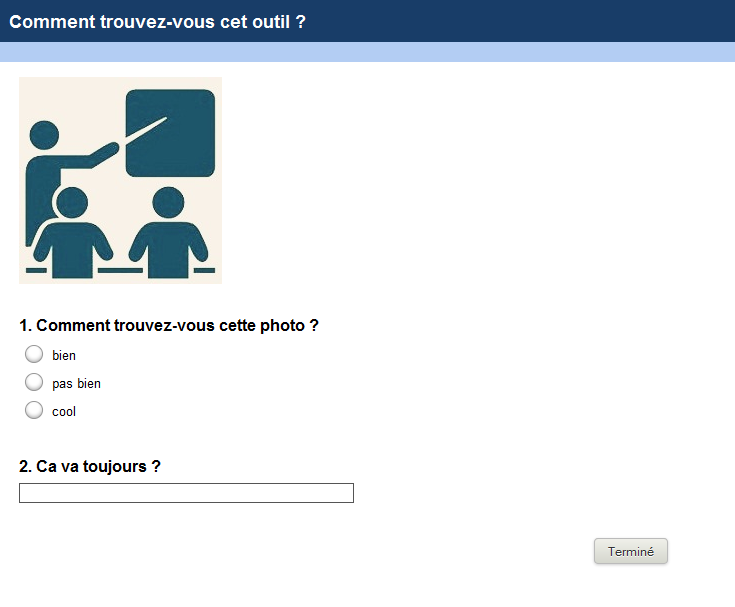 Comment trouvez-vous cet outil ?
1. Comment trouvez-vous cette photo ?
bien
pas bien
cool
2. Ca va toujours ?
Terminé